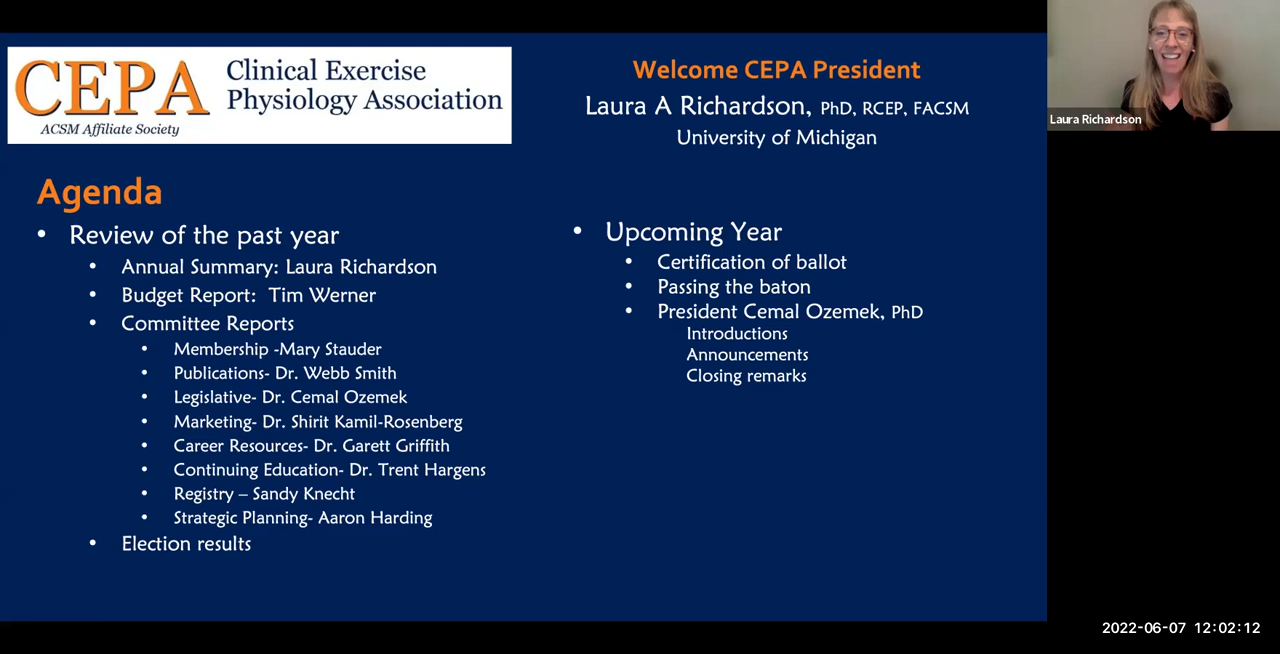 CEPA
Clinical Exercise
Physiology Association
ACSM Affiliate Society
Welcome CEPA President
Laura A Richardson, PhD, RCEP, FACSM
University of Michigan
Laura Richardson
Agenda
• Review of the past year
• Annual Summary: Laura Richardson
• Budget Report: Tim Werner
• Committee Reports
• Membership -Mary Stauder
• Publications- Dr. Webb Smith
• Legislative- Dr. Cemal Ozemek
• Marketing- Dr. Shirit Kamil-Rosenberg
• Career Resources- Dr. Garett Griffith
• Continuing Education- Dr. Trent Hargens
• Registry – Sandy Knecht
• Strategic Planning- Aaron Harding
• Election results
• Upcoming Year
• Certification of ballot
• Passing the baton
• President Cemal Ozemek, PhD
Introductions
Announcements
Closing remarks
2022-06-07 12:02:12